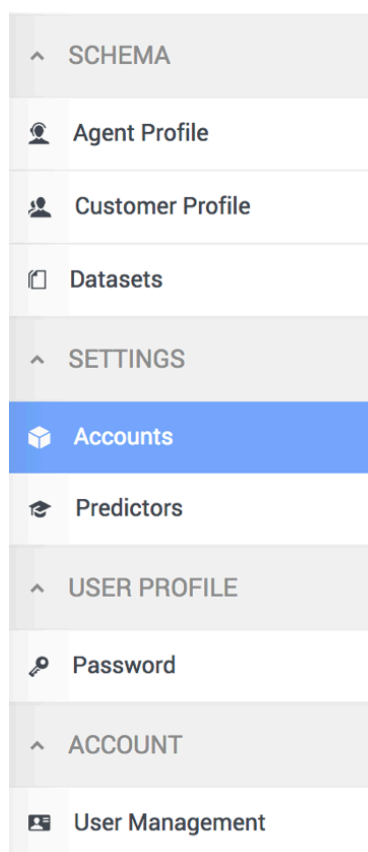 SCHEMA
Agent Profile
Customer Profile
Datasets
SETTINGS
Accounts
Predictors
USER PROFILE
Password
ACCOUNT
User Management